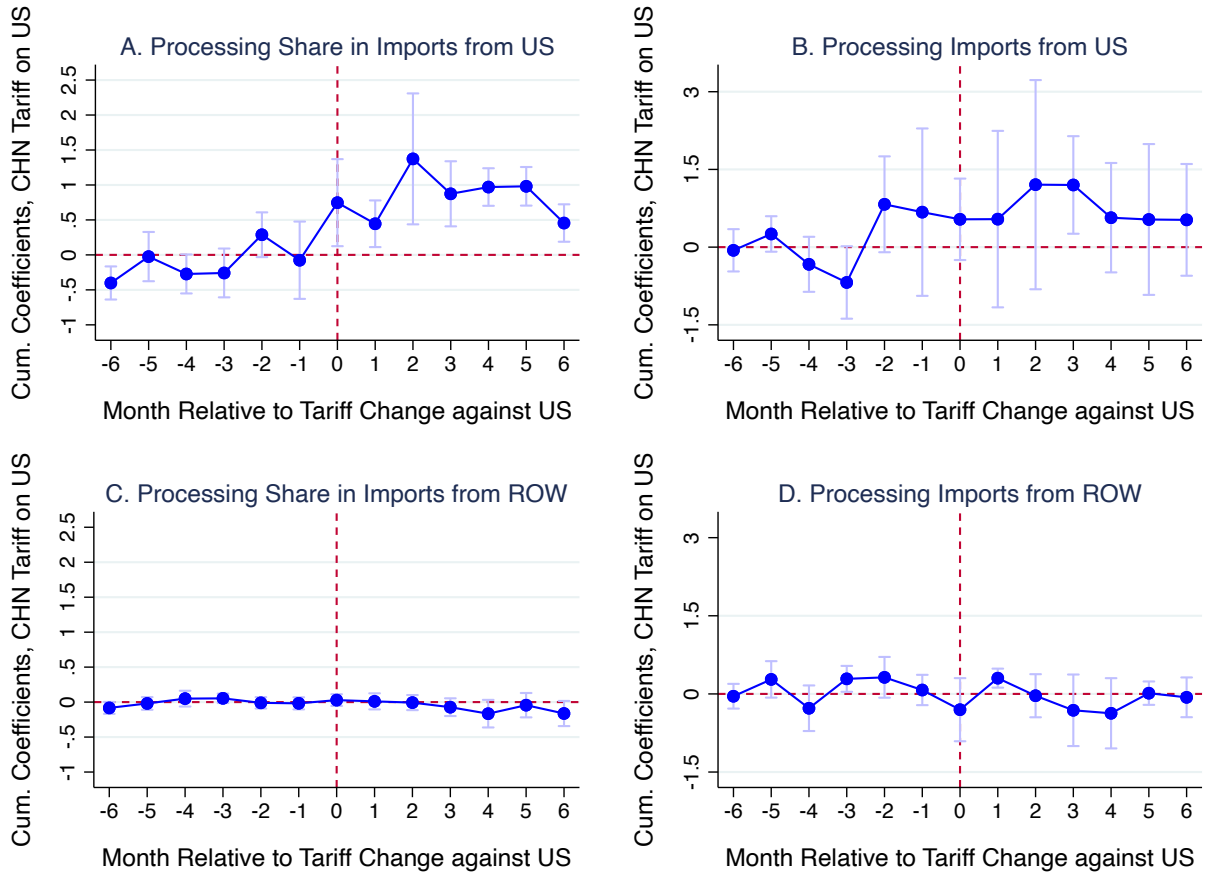 A. Processing Share in Imports from US
Cum. Coefficients, CHN Tariff on US
2.5
2
1.5
1
.5
0
-.5
-1
-6 -5 -4 -3 -2 -1 0 1 2 3 4 5 6
Month Relative to Tariff Change against US
B. Processing Imports from US
Cum. Coefficients, CHN Tariff on US
3
1.5
0
-1.5
-6 -5 -4 -3 -2 -1 0 1 2 3 4 5 6
Month Relative to Tariff Change against US
C. Processing Share in Imports from ROW
Cum. Coefficients, CHN Tariff on US
2.5
2
1.5
1
.5
0
-.5
-1
-6 -5 -4 -3 -2 -1 0 1 2 3 4 5 6
Month Relative to Tariff Change against US
D. Processing Imports from ROW
Cum. Coefficients, CHN Tariff on US
3
1.5
0
-1.5
-6 -5 -4 -3 -2 -1 0 1 2 3 4 5 6
Month Relative to Tariff Change against US